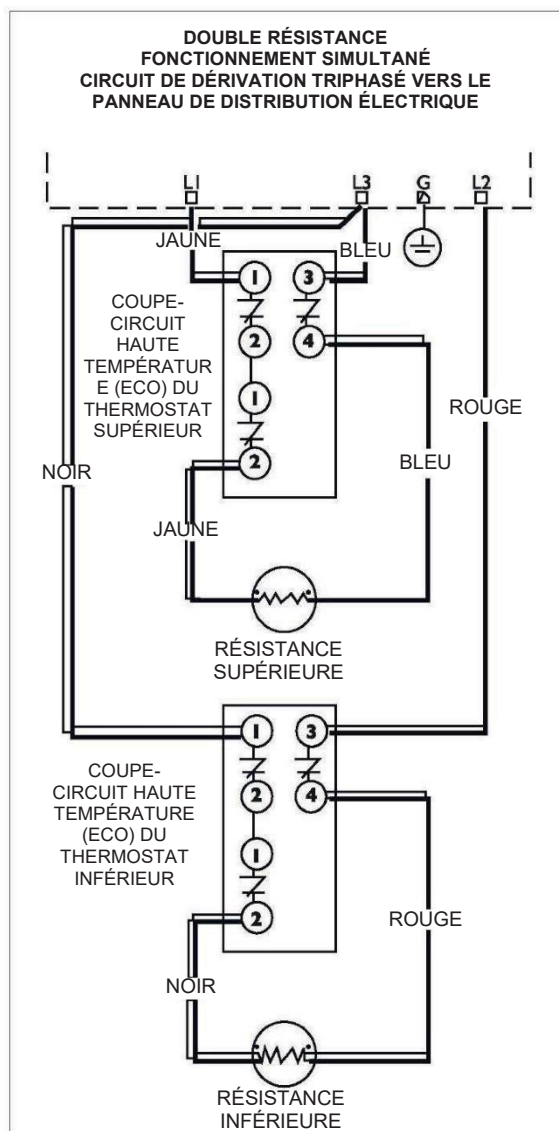 DOUBLE RÉSISTANCE
FONCTIONNEMENT SIMULTANÉ
CIRCUIT DE DÉRIVATION TRIPHASÉ VERS LE
PANNEAU DE DISTRIBUTION ÉLECTRIQUE
L1 L3 G L2
JAUNE
BLEU
1 3
COUPE-
CIRCUIT
HAUTE
TEMPÉRATUR
E (ECO) DU
THERMOSTAT
SUPÉRIEUR
2 4
1
2
ROUGE
NOIR
BLEU
JAUNE
RÉSISTANCE
SUPÉRIEURE
1 3
COUPE-
CIRCUIT HAUTE
TEMPÉRATURE
(ECO) DU
THERMOSTAT
INFÉRIEUR
2 4
1
2
ROUGE
NOIR
RÉSISTANCE
INFÉRIEURE